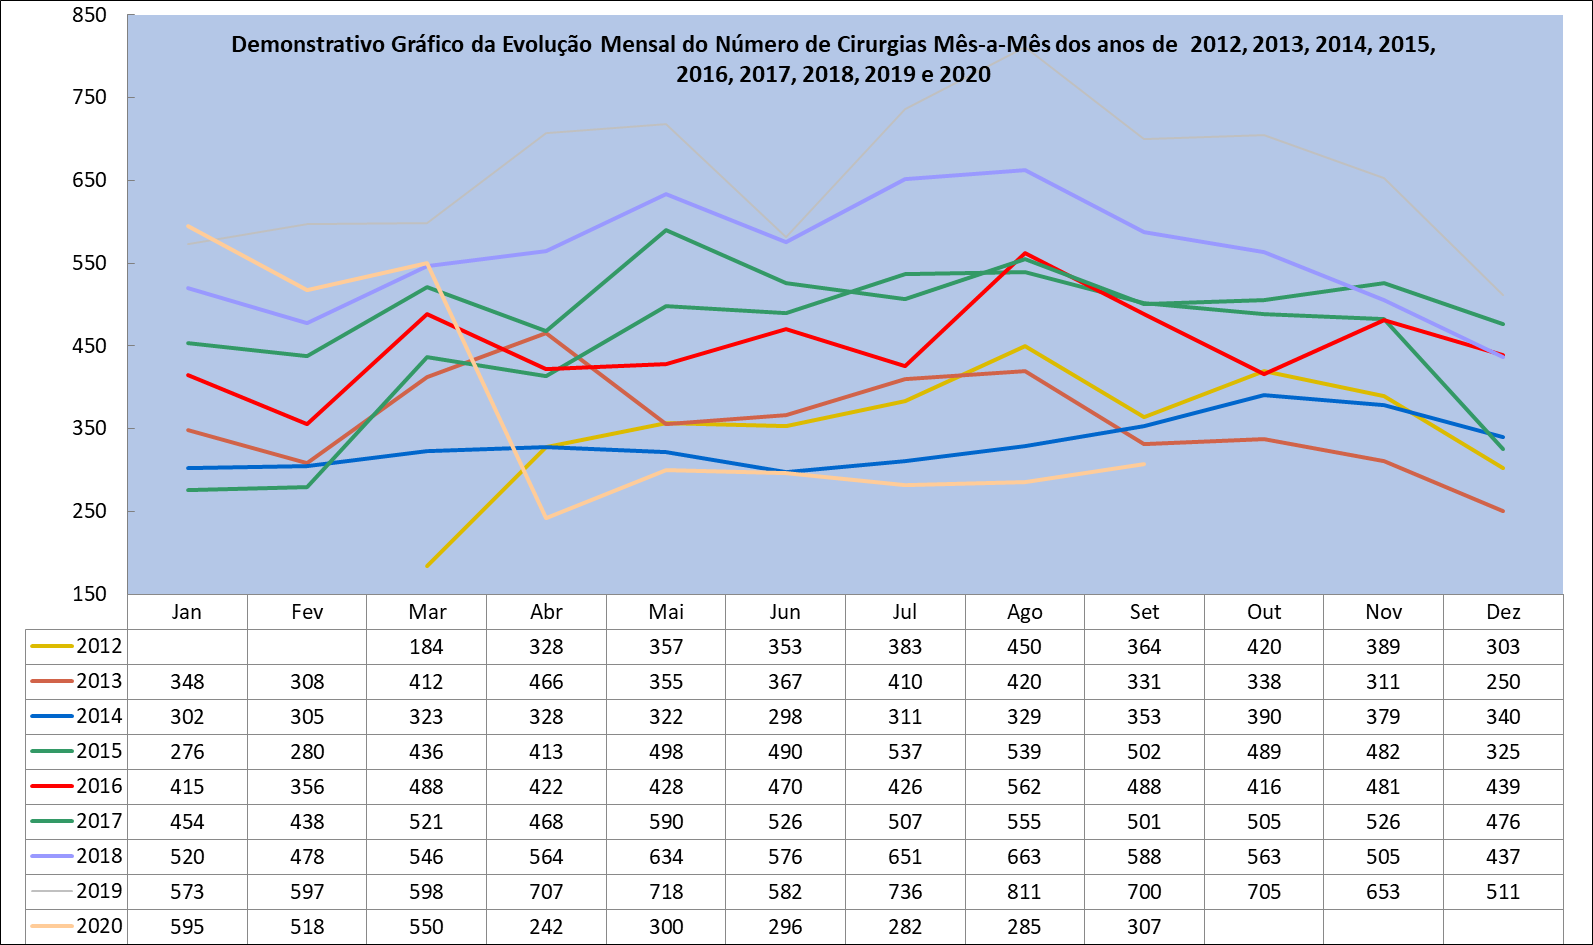 850
Demonstrativo Gráfico da Evolução Mensal do Número de Cirurgias Mês-a-Mês dos anos de 2012, 2013, 2014, 2015,
2016, 2017, 2018, 2019 e 2020
750
650
550
450
350
250
150
Jan Fev Mar Abr Mai Jun Jul Ago Set Out Nov Dez
2012 184 328 357 353 383 450 364 420 389 303
2013 348 308 412 466 355 367 410 420 331 338 311 250
2014 302 305 323 328 322 298 311 329 353 390 379 340
2015 276 280 436 413 498 490 537 539 502 489 482 325
2016 415 356 488 422 428 470 426 562 488 416 481 439
2017 454 438 521 468 590 526 507 555 501 505 526 476
2018 520 478 546 564 634 576 651 663 588 563 505 437
2019 573 597 598 707 718 582 736 811 700 705 653 511
2020 595 518 550 242 300 296 282 285 307